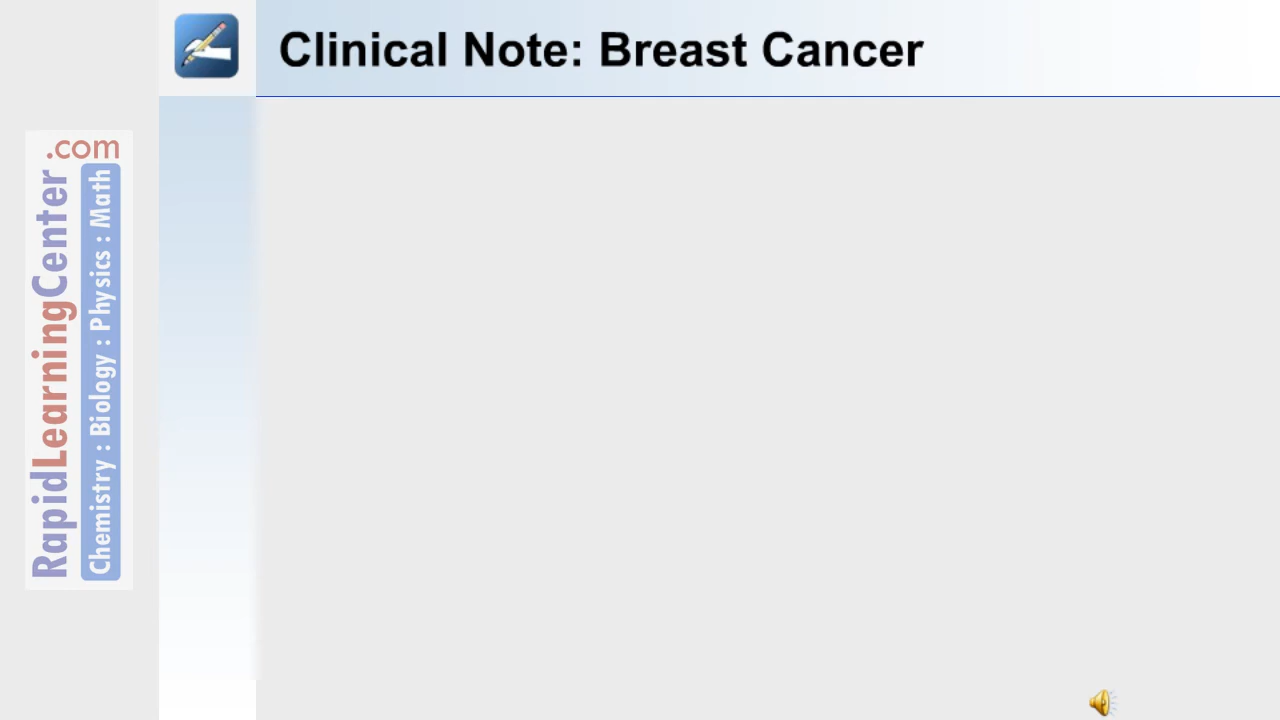 Clinical Note: Breast Cancer
RapidLearningCenter
.com
Chemistry : Biology : Physics : Math